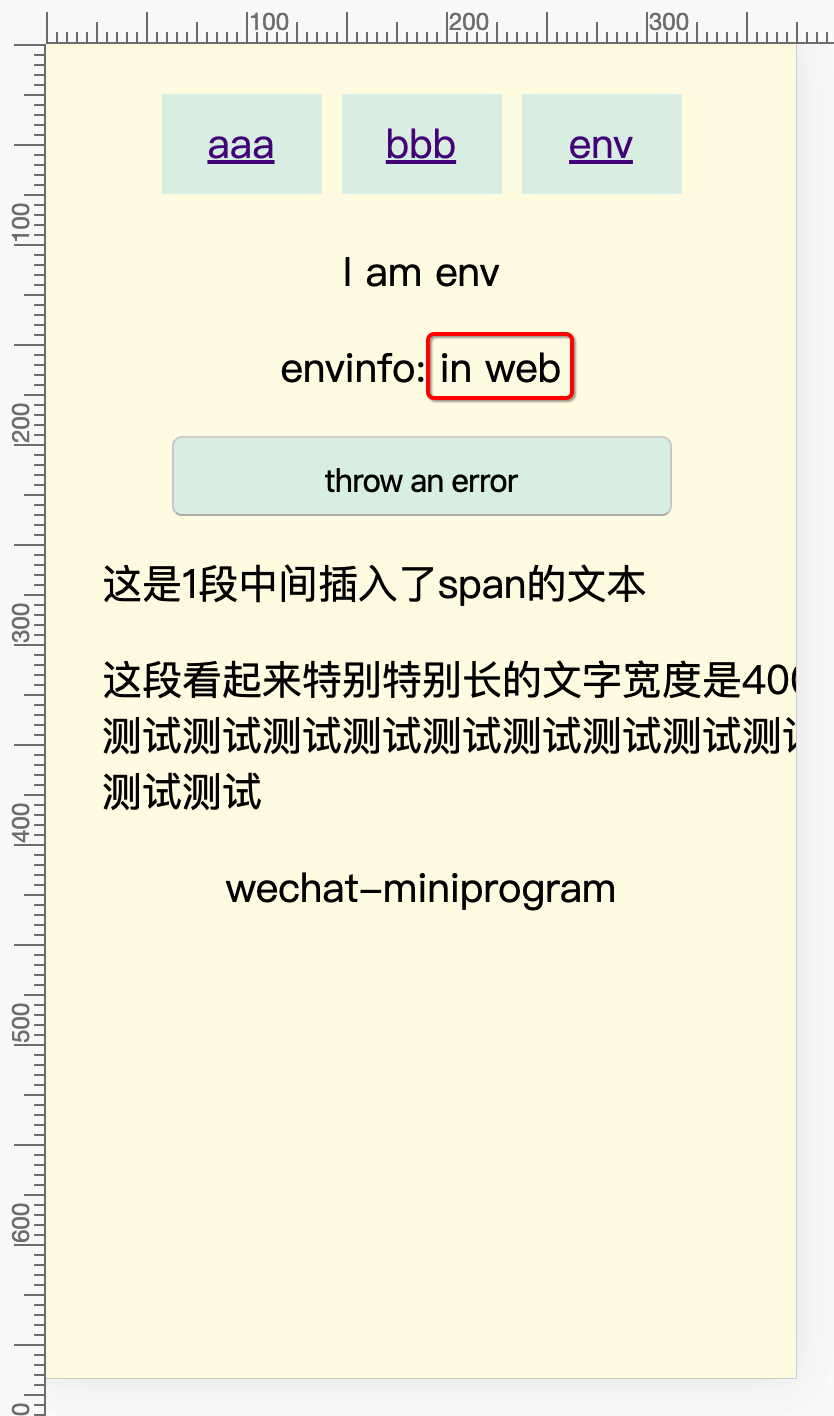 100 200 300
aaa bbb env
100
I am env
envinfo: in web
200
throw an error
这是1段中间插入了span的文本
300
这段看起来特别特别长的文字宽度是400
测试测试测试测试测试测试测试测试测试
测试测试
400
wechat-miniprogram
500
600